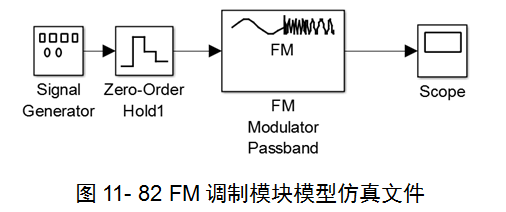 FM
Signal
Generator
Zero-Order
Hold1
FM
Modulator
Passband
Scope
图 11- 82 FM 调制模块模型仿真文件